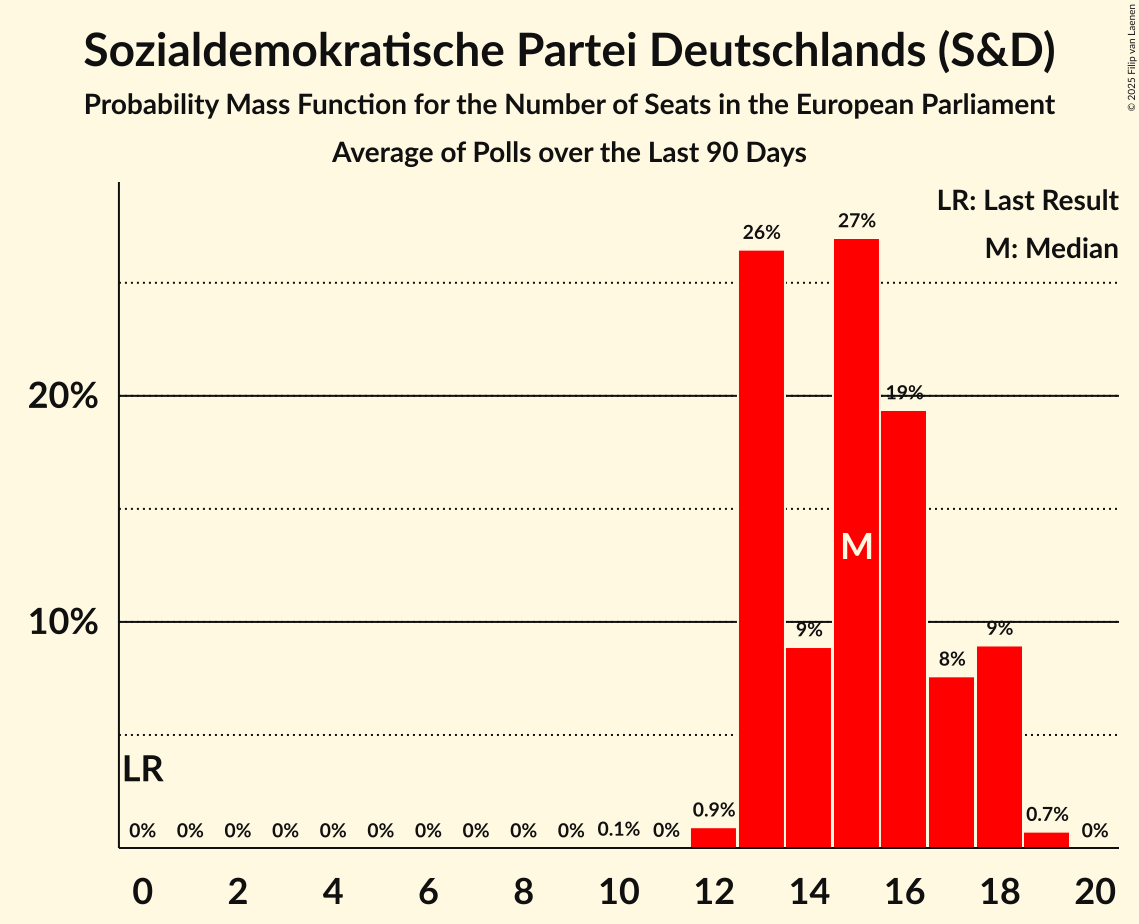 Sozialdemokratische Partei Deutschlands (S&D)
Probability Mass Function for the Number of Seats in the European Parliament
Average of Polls over the Last 90 Days
© 2025 Filip van Laenen
LR: Last Result
M: Median
20%
10%
26%
27%
19%
9%
9%
8%
M
LR
0% 0% 0% 0% 0% 0% 0% 0% 0% 0% 0.1% 0% 0.9% 0.7% 0%
0 2 4 6 8 10 12 14 16 18 20